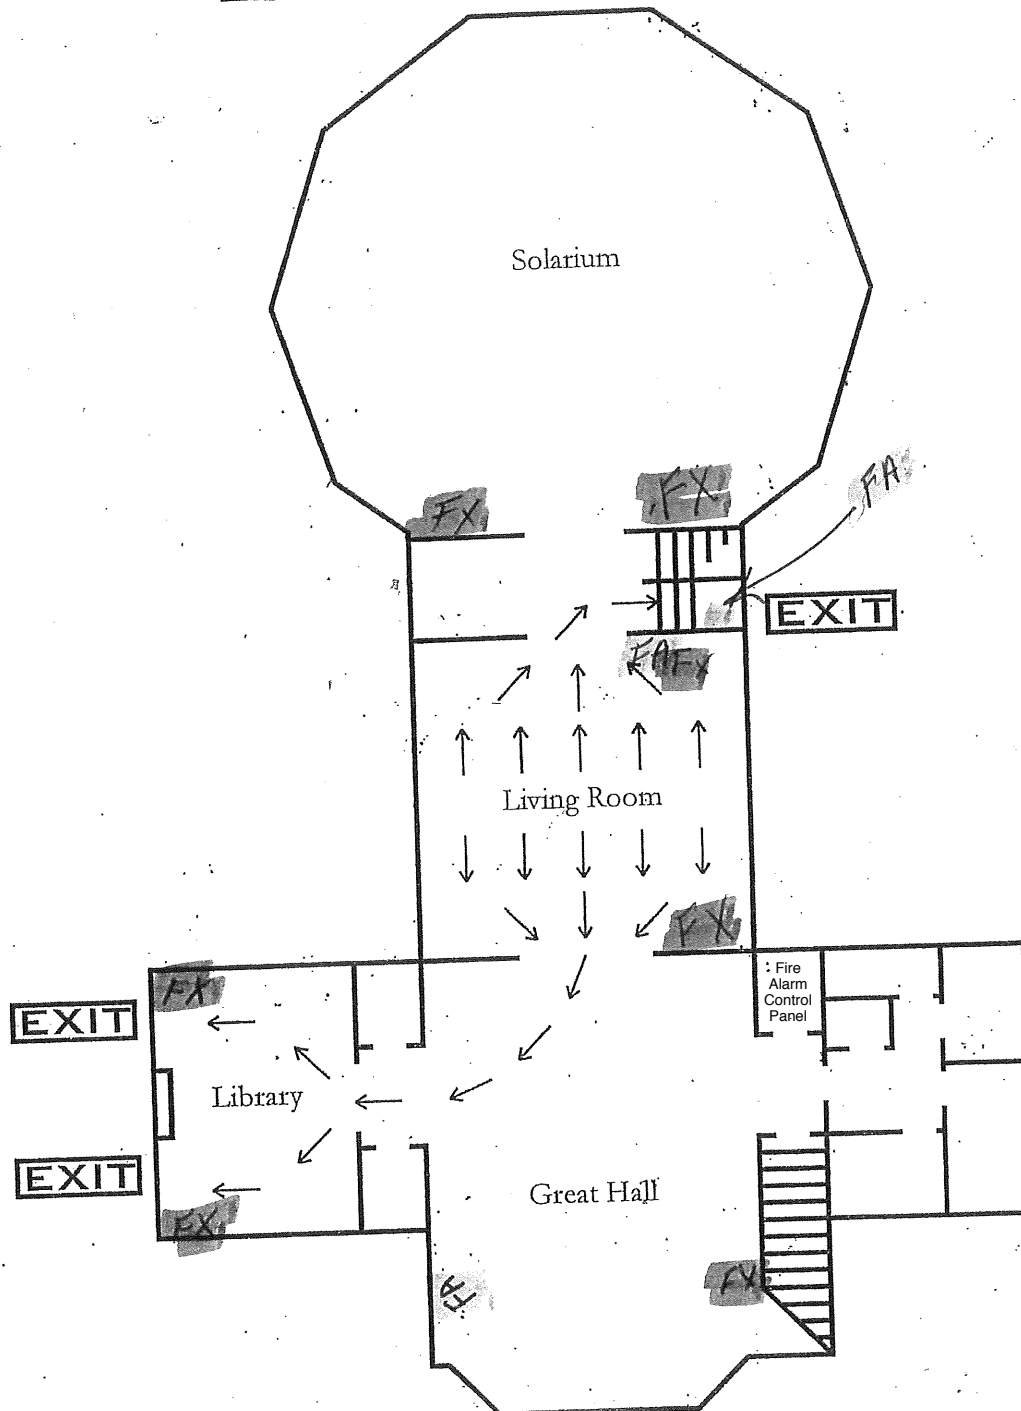 Solarium
FX
FX
FA
EXIT
FA
FX
Living Room
FX
Fire
Alarm
Control
Panel
FX
EXIT
Library
EXIT
Great Hall
FX
FA
FX